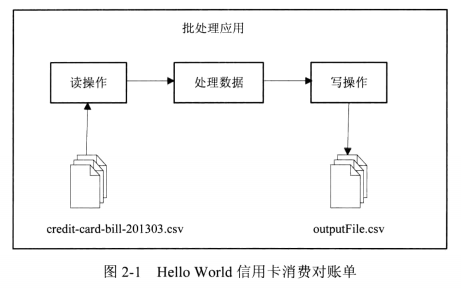 批处理应用
读操作
处理数据
写操作
credit-card-bill-201303.csv
outputFile.csv
图 2-1 Hello World 信用卡消费对账单